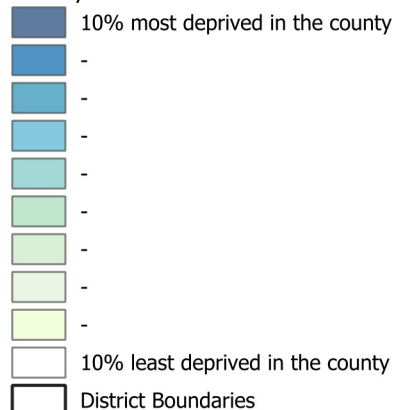 10% most deprived in the county
-
-
-
-
-
-
-
-
10% least deprived in the county
District Boundaries